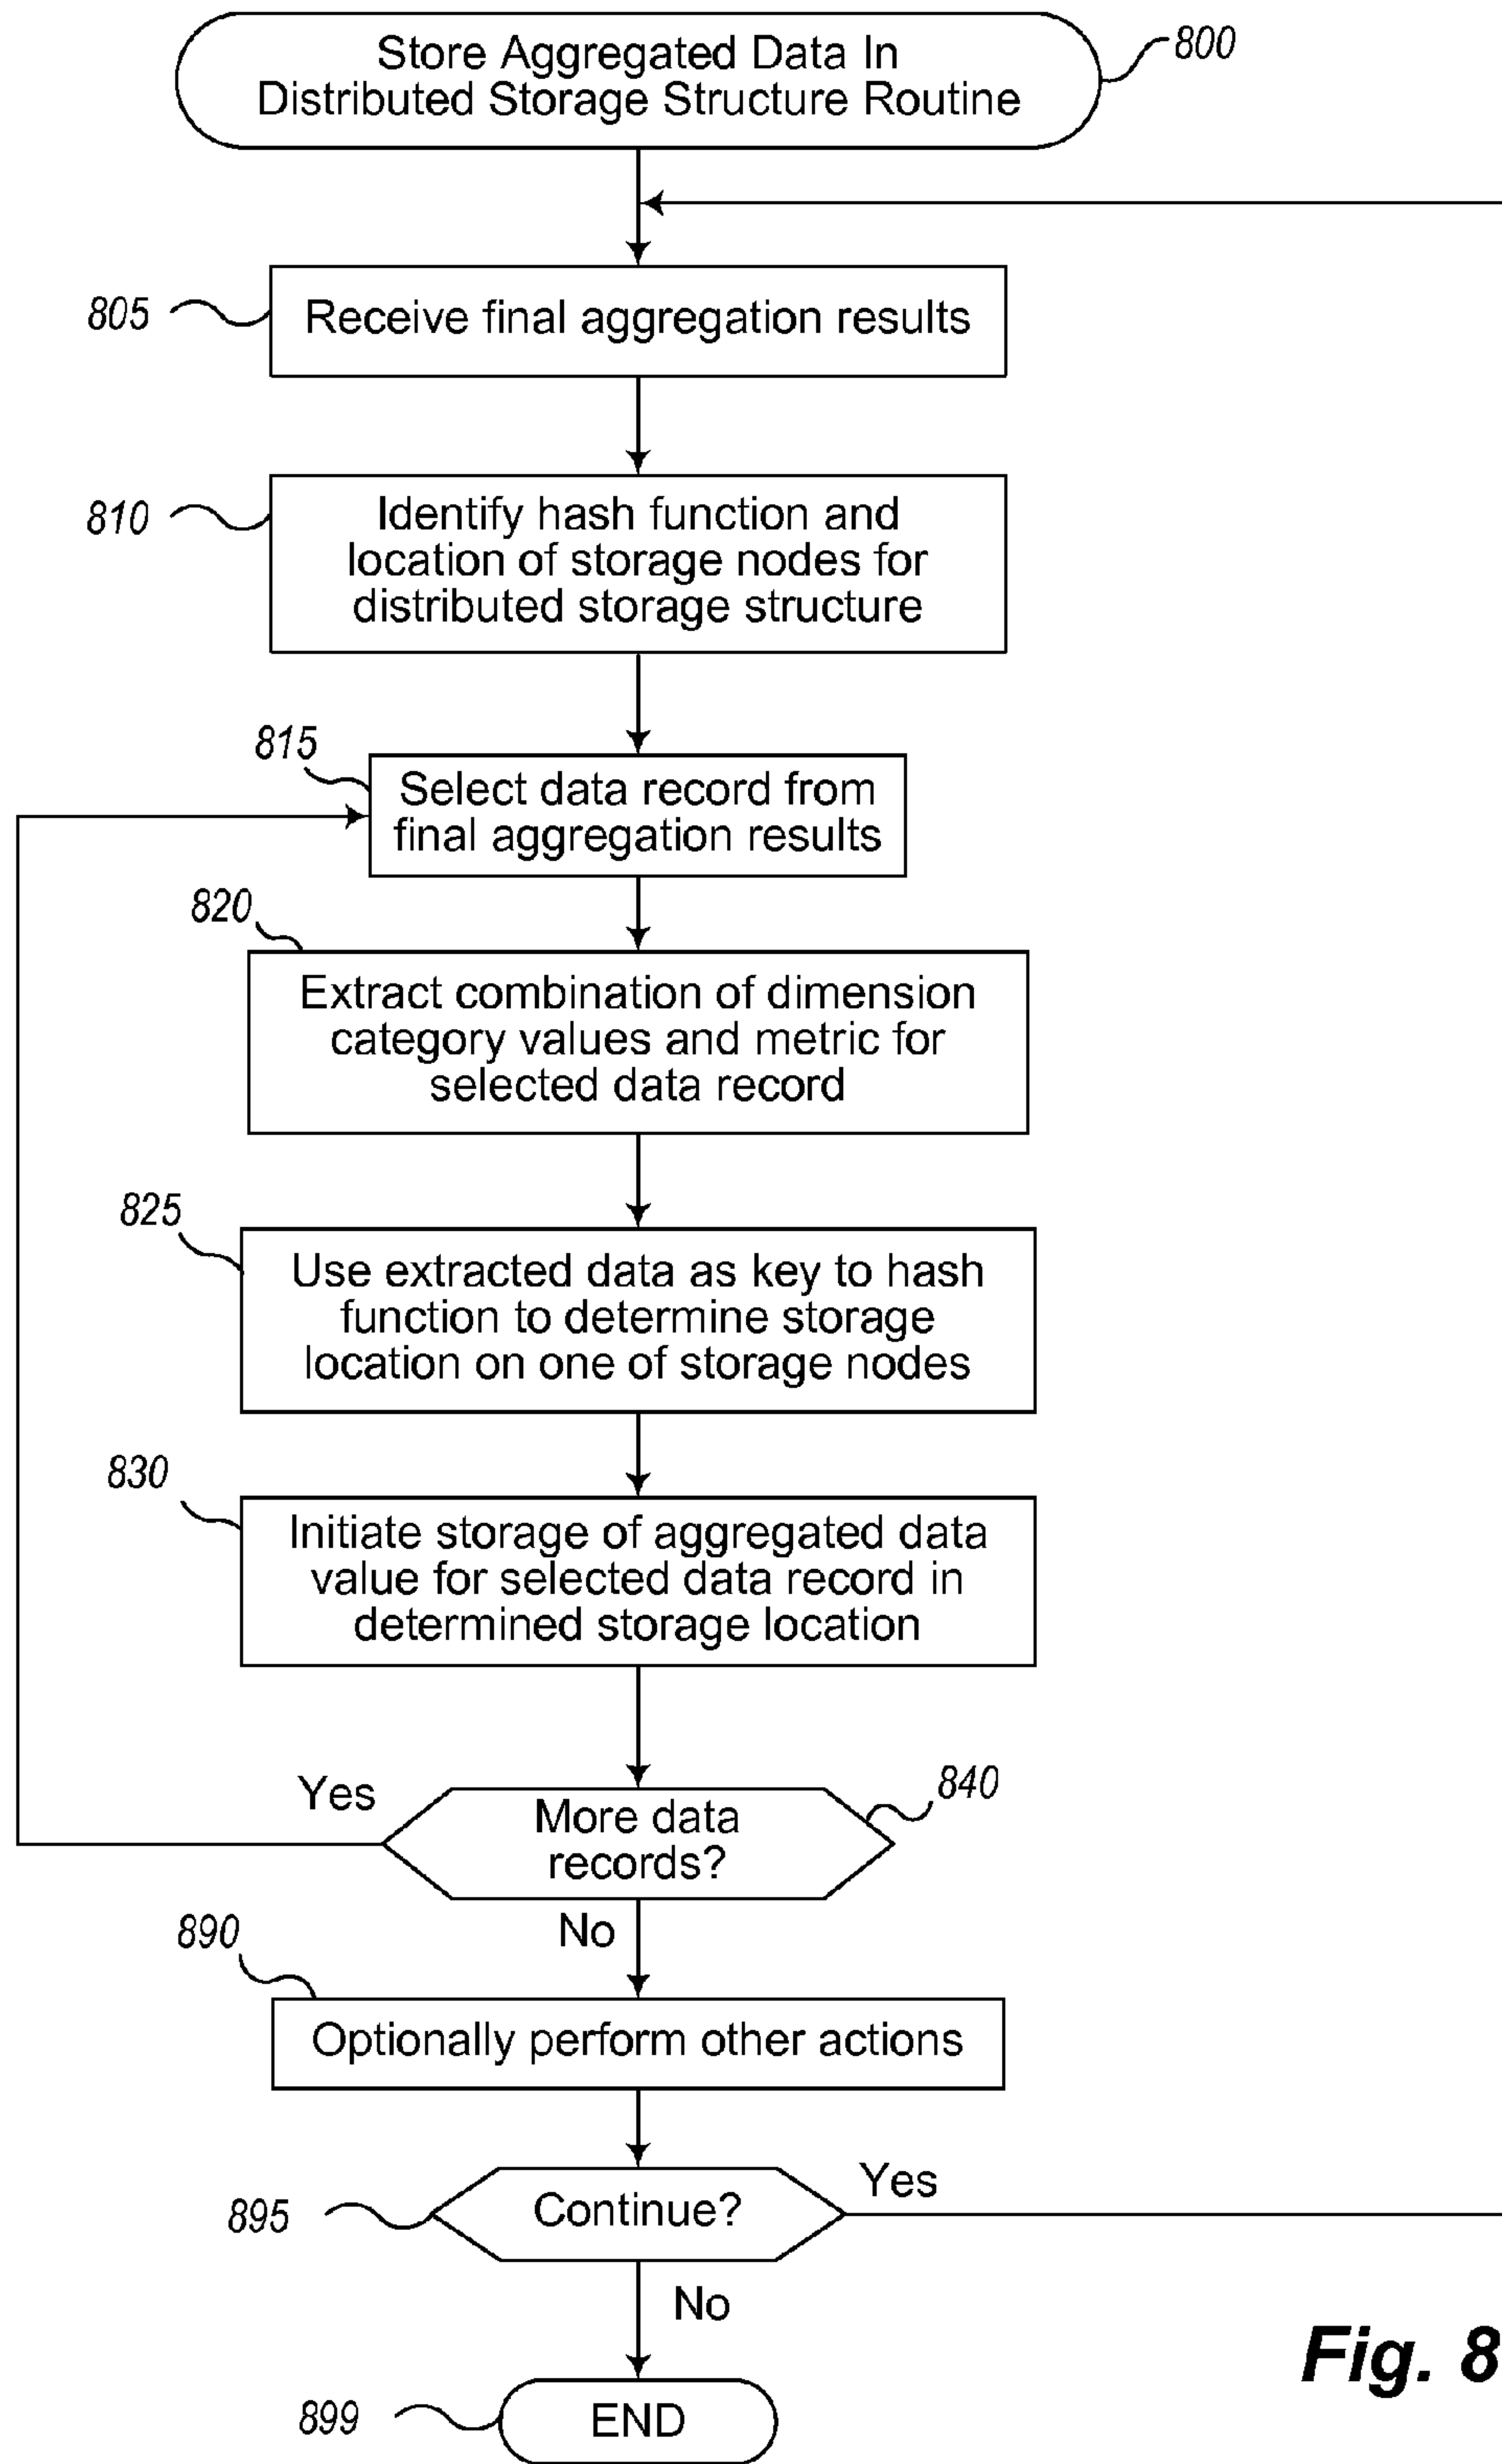 Store Aggregated Data In
Distributed Storage Structure Routine
800
805
Receive final aggregation results
810
Identify hash function and
location of storage nodes for
distributed storage structure
815
Select data record from
final aggregation results
820
Extract combination of dimension
category values and metric for
selected data record
825
Use extracted data as key to hash
function to determine storage
location on one of storage nodes
830
Initiate storage of aggregated data
value for selected data record in
determined storage location
Yes
More data
records?
840
No
890
Optionally perform other actions
895
Continue?
Yes
No
Fig. 8
899
END